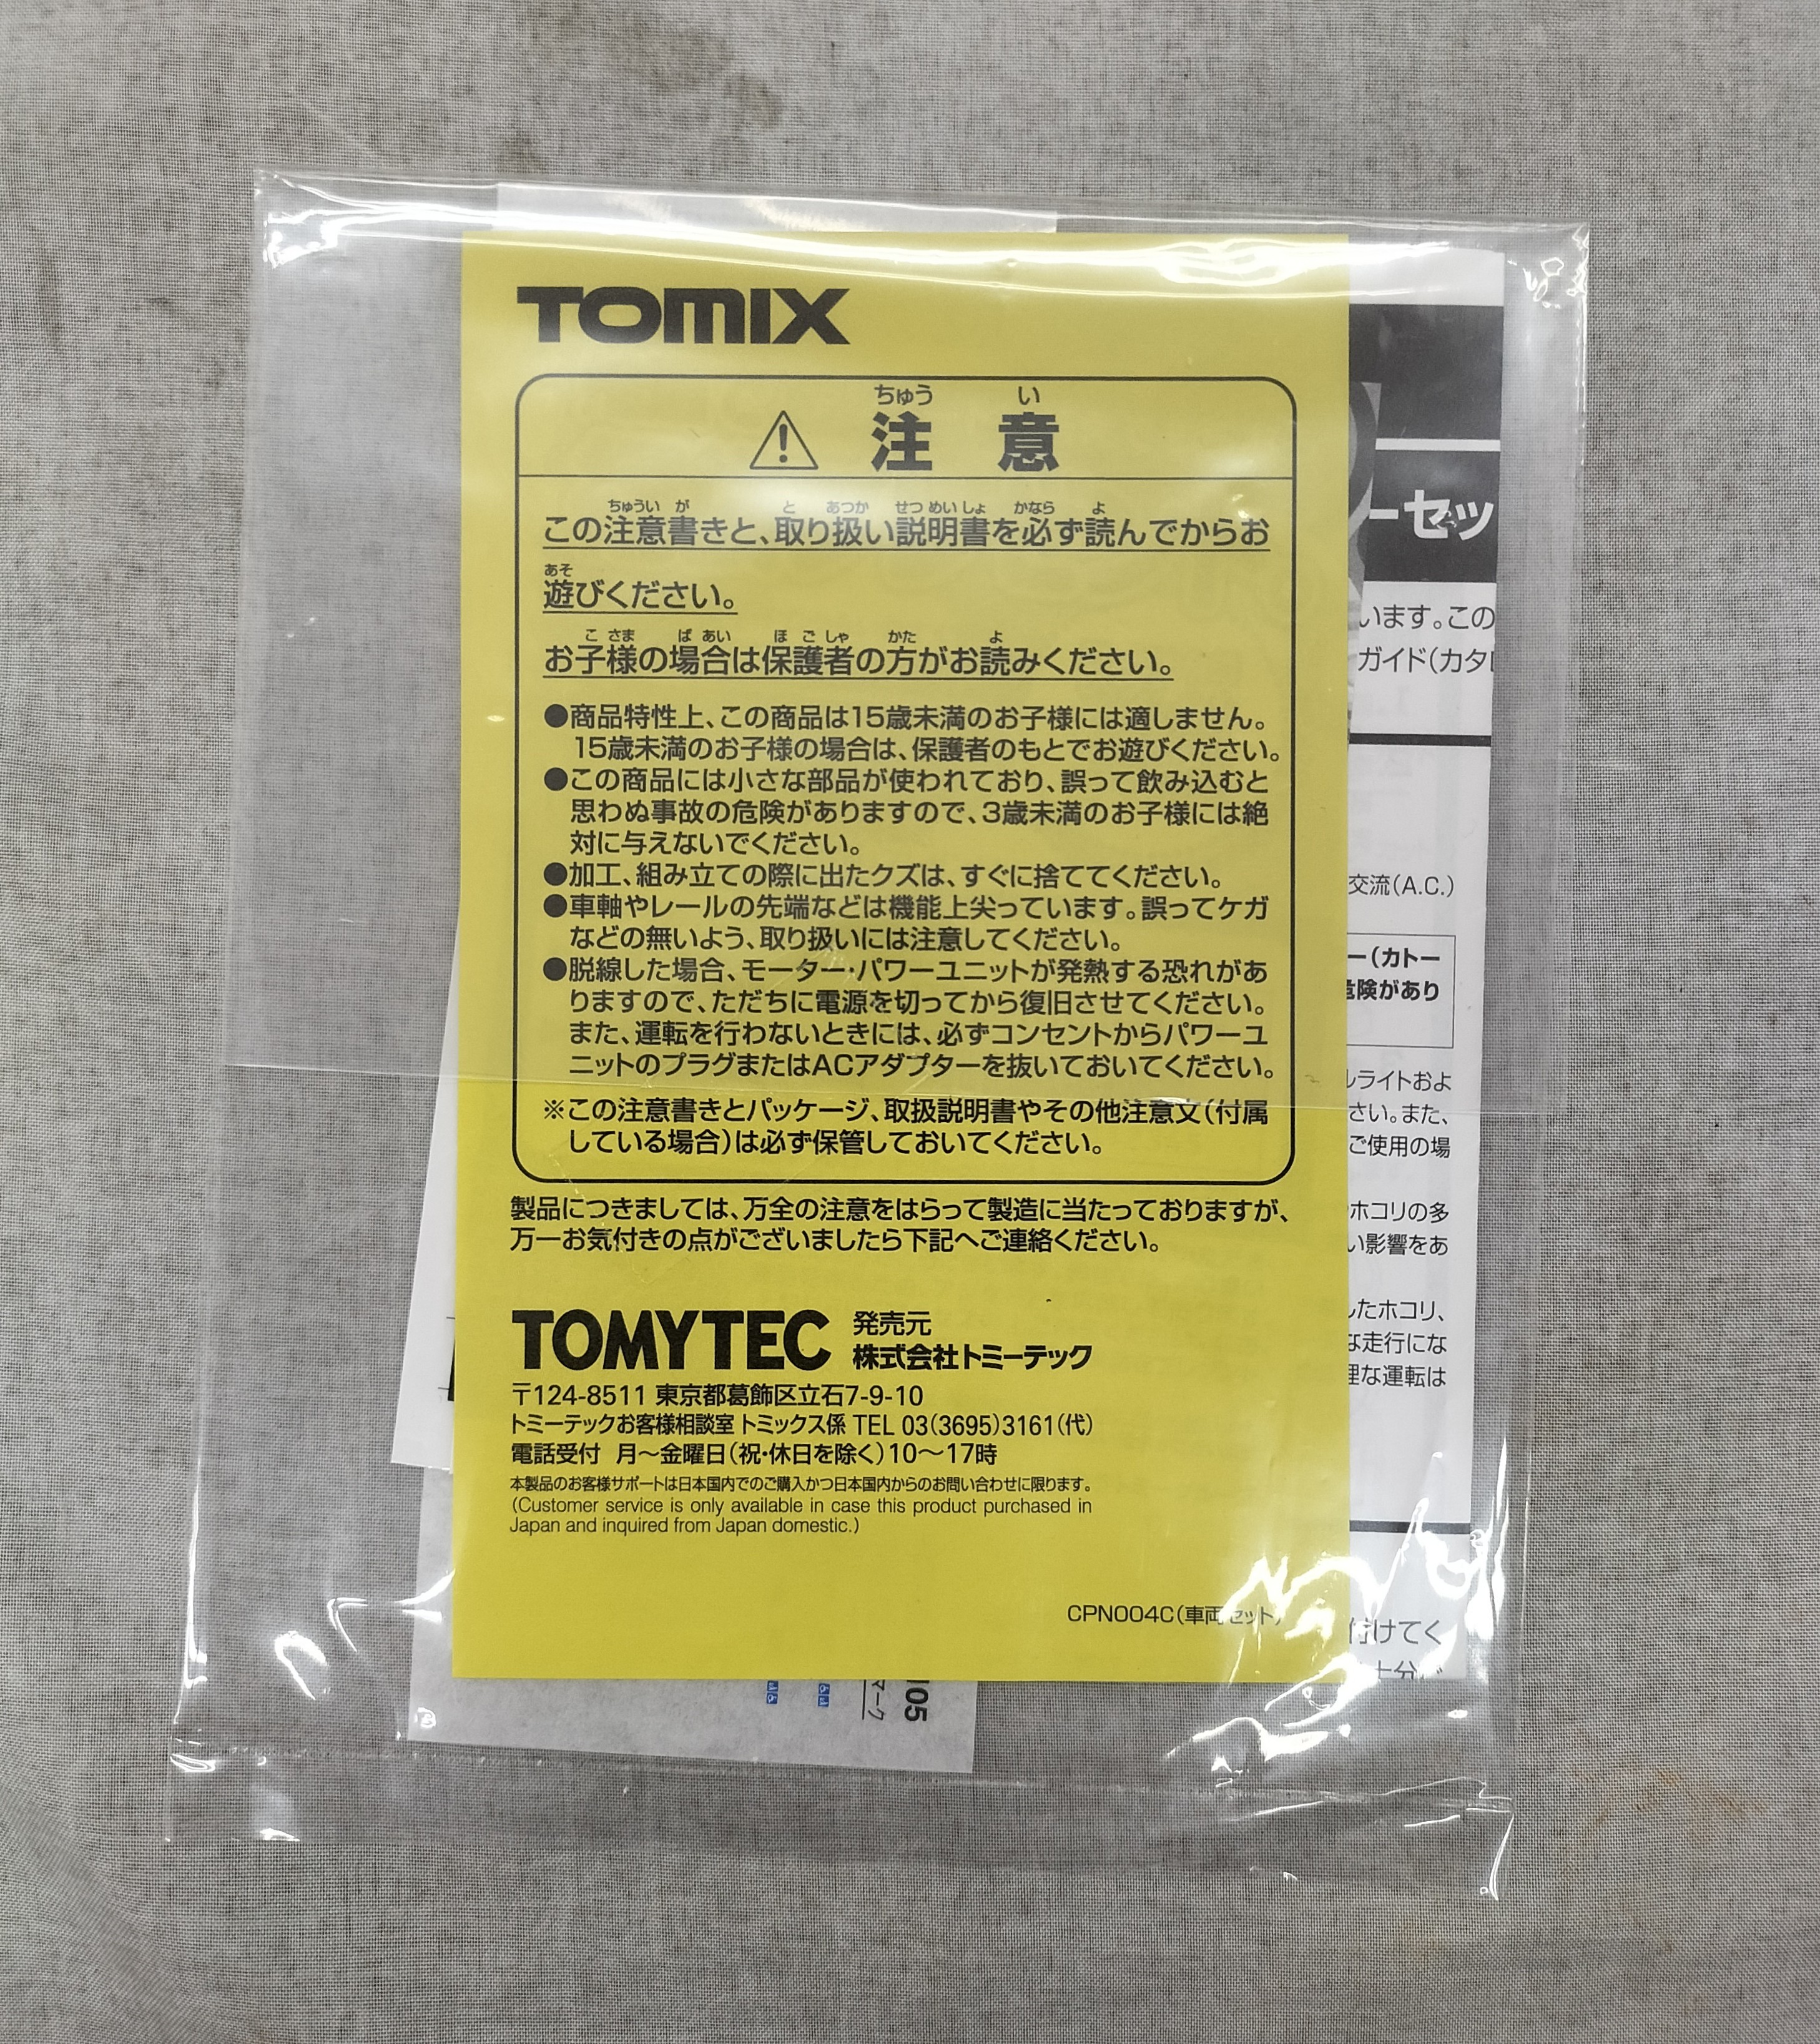 TOMIX
ちゅう い
注 意
ちゅうい が と あつか せつ めい しょ かなら よ
この注意書きと、取り扱い説明書を必ず読んでからお
あそ
遊びください。
こ さま ば あい ほ ご しゃ かた よ
お子様の場合は保護者の方がお読みください。
●商品特性上、この商品は15歳未満のお子様には適しません。
15歳未満のお子様の場合は、保護者のもとでお遊びください。
●この商品には小さな部品が使われており、誤って飲み込むと
思わぬ事故の危険がありますので、3歳未満のお子様には絶
対に与えないでください。
●加工、組み立ての際に出たクズは、すぐに捨ててください。
●車軸やレールの先端などは機能上尖っています。誤ってケガ
などの無いよう、取り扱いには注意してください。
●脱線した場合、モーター・パワーユニットが発熱する恐れがあ
りますので、ただちに電源を切ってから復旧させてください。
また、運転を行わないときには、必ずコンセントからパワーユ
ニットのプラグまたはACアダプターを抜いておいてください。
※この注意書きとパッケージ、取扱説明書やその他注意文(付属
している場合)は必ず保管しておいてください。
製品につきましては、万全の注意をはらって製造に当たっておりますが、
万一お気付きの点がございましたら下記へご連絡ください。
TOMYTEC 発売元
株式会社トミーテック
〒124-8511 東京都葛飾区立石7-9-10
トミーテックお客様相談室 トミックス係 TEL 03(3695)3161(代)
電話受付 月〜金曜日(祝・休日を除く)10〜17時
本製品のお客様サポートは日本国内でのご購入かつ日本国内からのお問い合わせに限ります。
(Customer service is only available in case this product purchased in
Japan and inquired from Japan domestic.)
CPN004C(車両セット)
ーセッ
います。この
ガイド(カタ
交流(A.C.)
ー(カトー
危険があり
ルライトおよ
さい。また、
ご使用の場
ホコリの多
い影響をあ
したホコリ、
な走行にな
理な運転は
付けてく
05
マーク